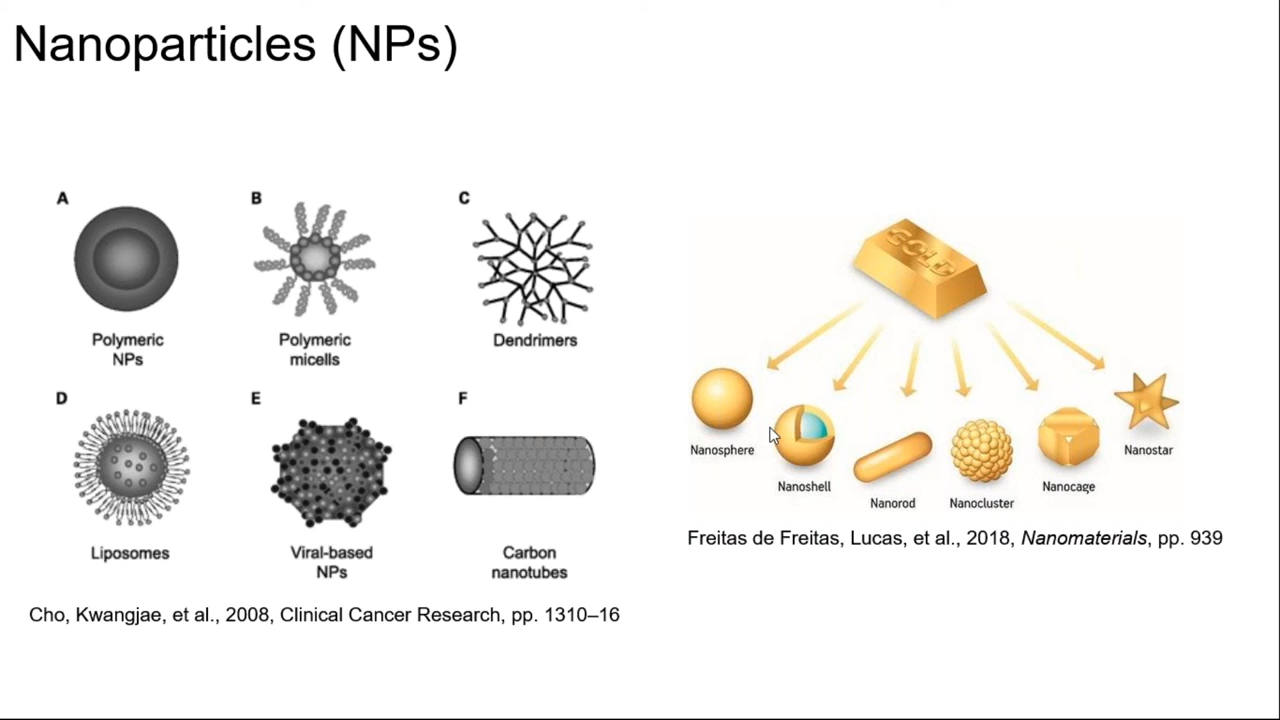 Nanoparticles (NPs)
A
Polymeric
NPs
B
Polymeric
micells
C
Dendrimers
D
Liposomes
E
Viral-based
NPs
F
Carbon
nanotubes
Cho, Kwangjae, et al., 2008, Clinical Cancer Research, pp. 1310–16
GOLD
Nanosphere
Nanoshell
Nanorod
Nanocluster
Nanocage
Nanostar
Freitas de Freitas, Lucas, et al., 2018, Nanomaterials, pp. 939